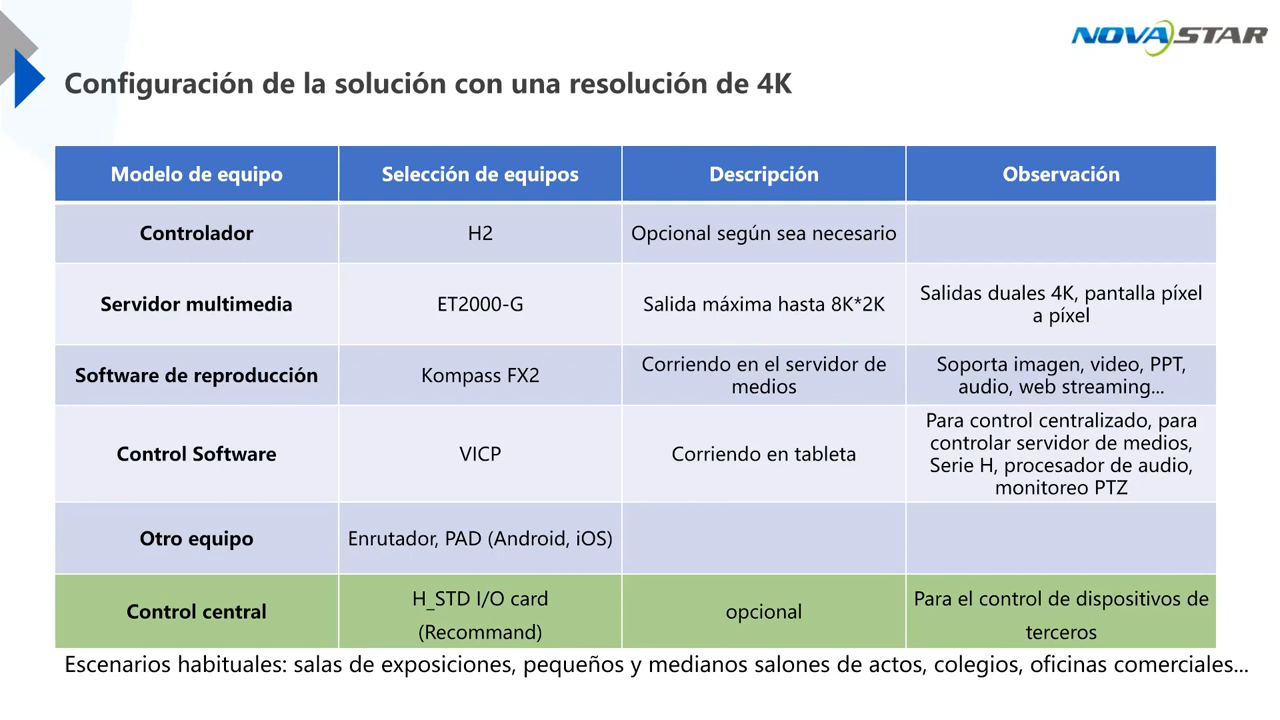 NOVASTAR
Configuración de la solución con una resolución de 4K
Modelo de equipo
Selección de equipos
Descripción
Observación
Controlador
H2
Opcional según sea necesario
Servidor multimedia
ET2000-G
Salida máxima hasta 8K*2K
Salidas duales 4K, pantalla píxel
a píxel
Software de reproducción
Kompass FX2
Corriendo en el servidor de
medios
Soporta imagen, video, PPT,
audio, web streaming...
Control Software
VICP
Corriendo en tableta
Para control centralizado, para
controlar servidor de medios,
Serie H, procesador de audio,
monitoreo PTZ
Otro equipo
Enrutador, PAD (Android, iOS)
Control central
H_STD I/O card
(Recommand)
opcional
Para el control de dispositivos de
terceros
Escenarios habituales: salas de exposiciones, pequeños y medianos salones de actos, colegios, oficinas comerciales...